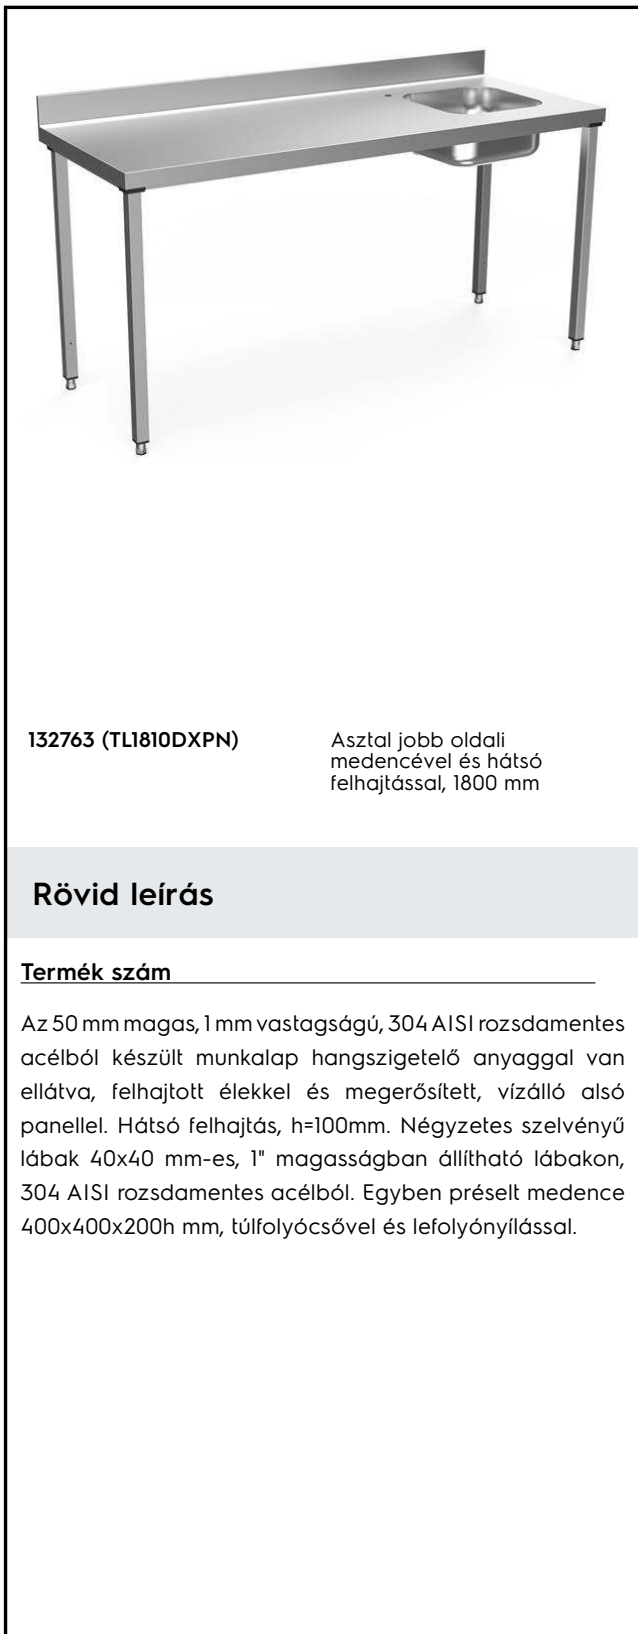 132763 (TL1810DXPN)
Asztal jobb oldali
medencével és hátsó
felhajtással, 1800 mm
Rövid leírás
Termék szám
Az 50 mm magas, 1 mm vastagságú, 304 AISI rozsdamentes
acélból készült munkalap hangszigetelő anyaggal van
ellátva, felhajtott élekkel és megerősített, vízálló alsó
panellel. Hátsó felhajtás, h=100mm. Négyzetes szelvényű
lábak 40x40 mm-es, 1" magasságban állítható lábakon,
304 AISI rozsdamentes acélból. Egyben préselt medence
400x400x200h mm, túlfolyócsővel és lefolyónyílással.